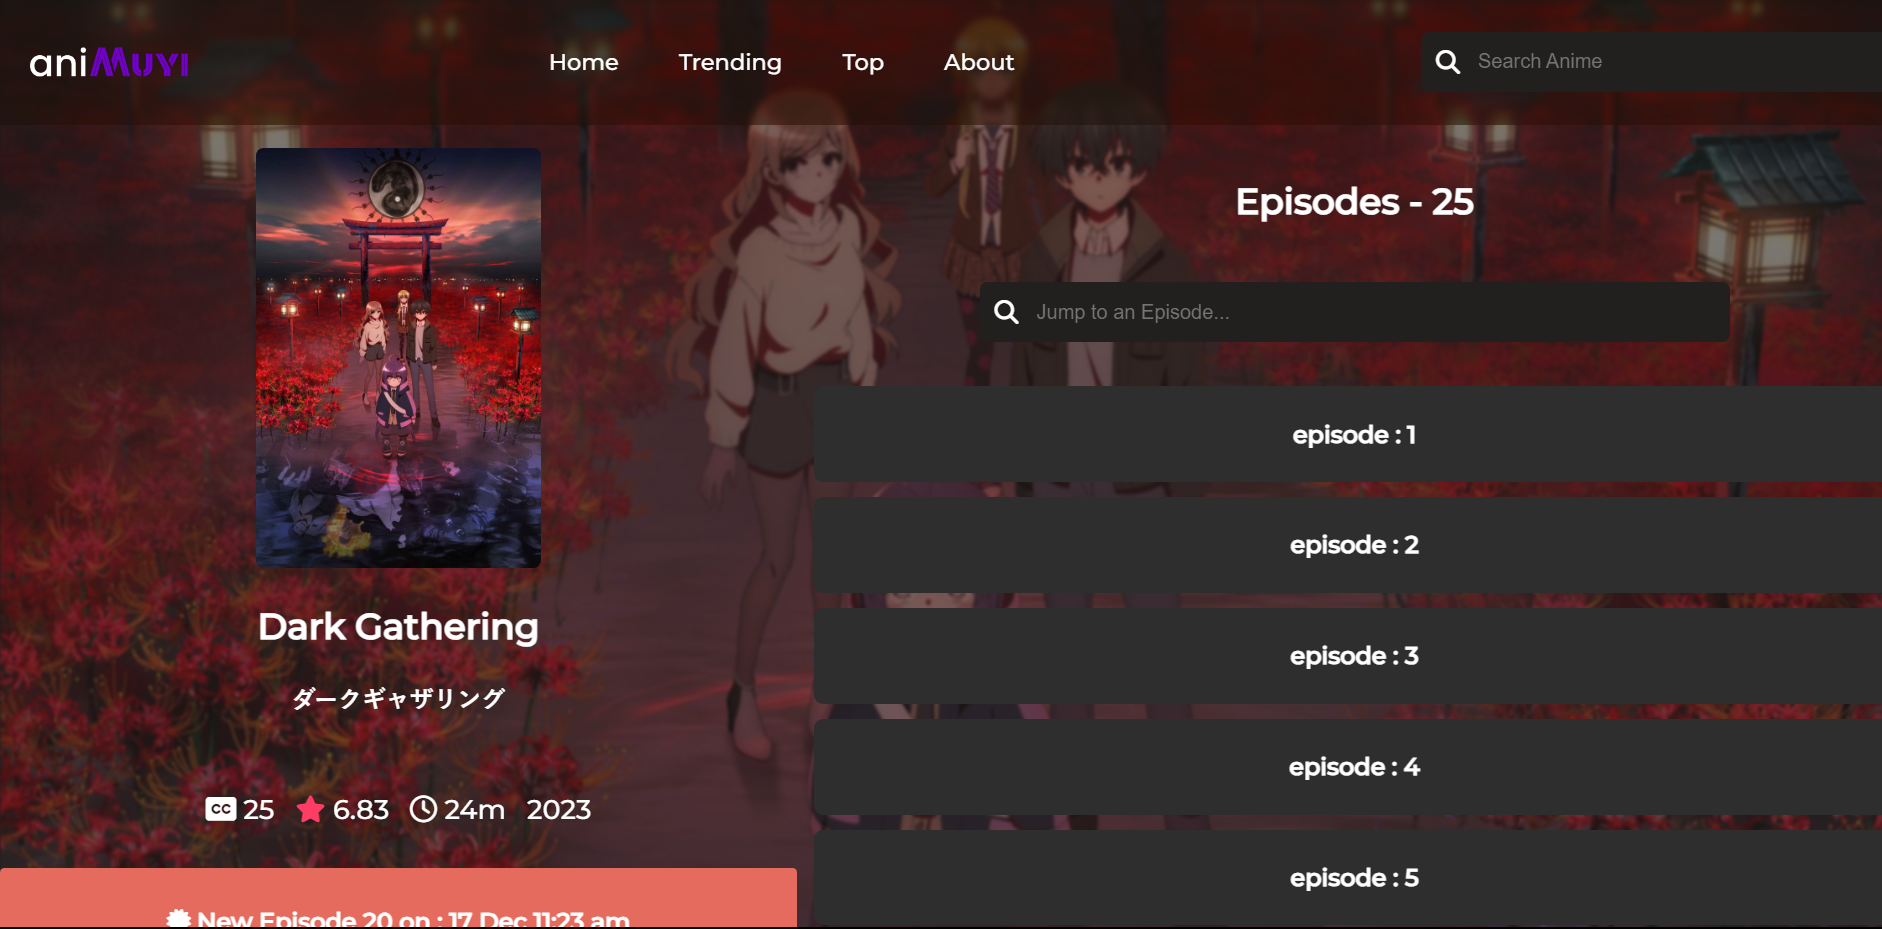 aniMUYI
Home Trending Top About
Search Anime
Dark Gathering
ダークギャザリング
CC 25 6.83 24m 2023
New Episode 20 on : 17 Dec 11:23 am
Episodes - 25
Jump to an Episode...
episode : 1
episode : 2
episode : 3
episode : 4
episode : 5